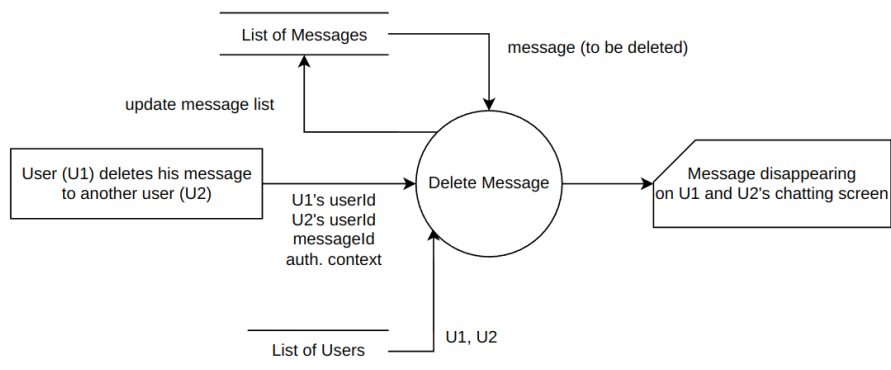 List of Messages
message (to be deleted)
update message list
User (U1) deletes his message
to another user (U2)
Delete Message
Message disappearing
on U1 and U2's chatting screen
U1's userId
U2's userId
messageId
auth. context
U1, U2
List of Users